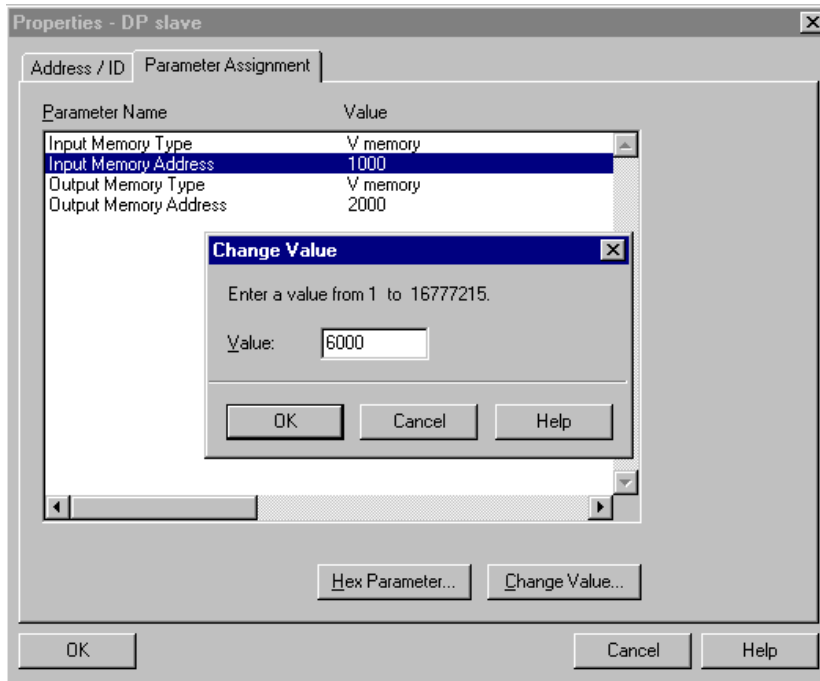 Properties - DP slave
Address / ID Parameter Assignment
Parameter Name Value
Input Memory Type V memory
Input Memory Address 1000
Output Memory Type V memory
Output Memory Address 2000
Change Value
Enter a value from 1 to 16777215.
Value: 6000
OK Cancel Help
Hex Parameter... Change Value...
OK Cancel Help